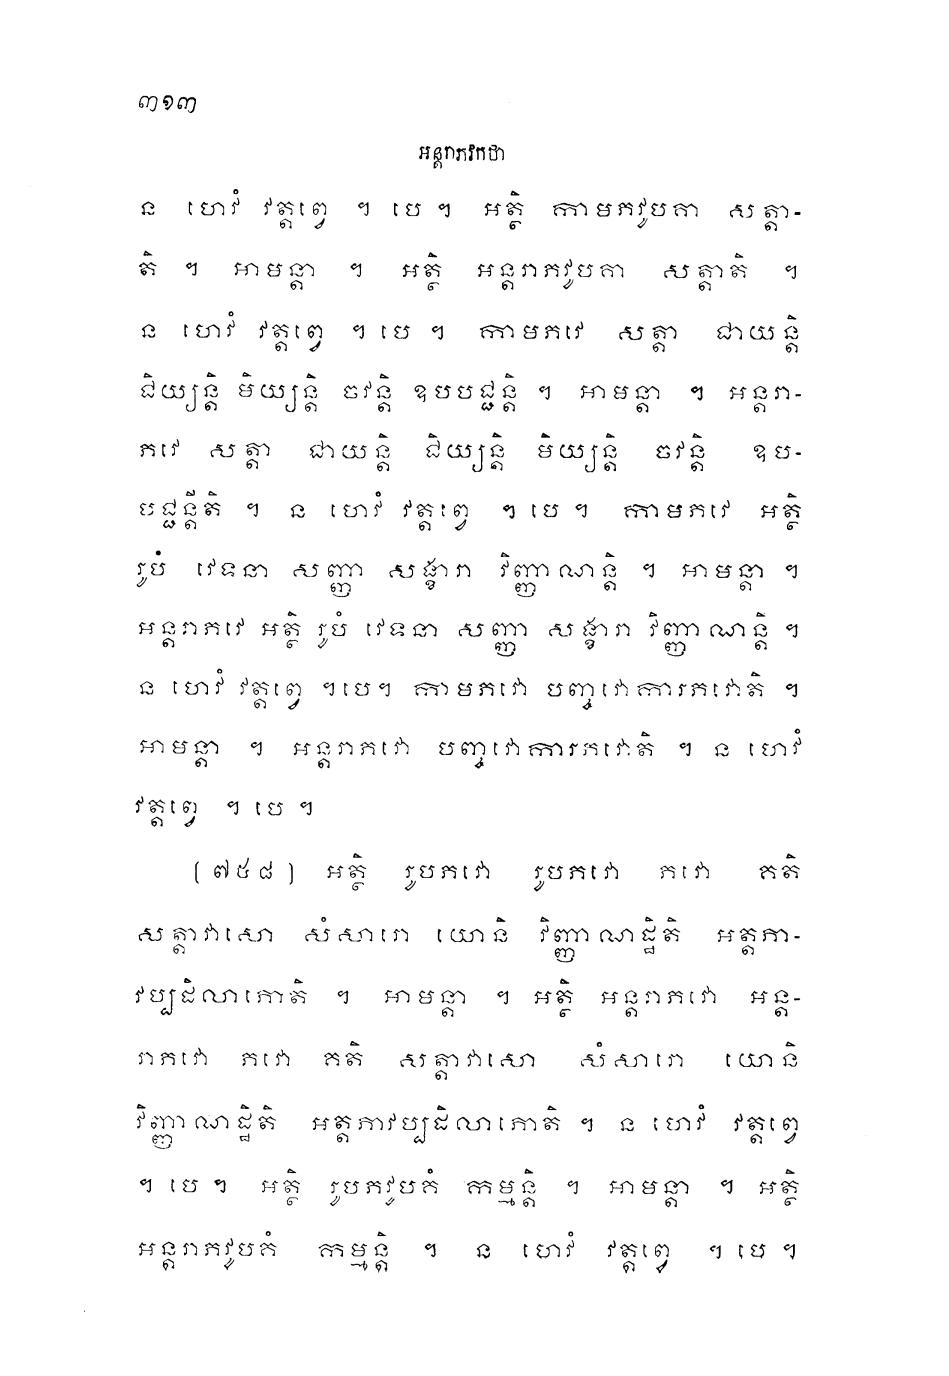 ៣១៣
អន្តរាភវកថា
ន ហេវំ វត្តព្វេ ។ បេ ។ អត្ថិ កាមភវូបគា សត្តា-
តិ ។ អាមន្តា ។ អត្ថិ អន្តរាភវូបគា សត្តាតិ ។
ន ហេវំ វត្តព្វេ ។ បេ ។ កាមភវេ សត្តា ជាយន្តិ
ជិយ្យន្តិ មិយ្យន្តិ ចវន្តិ ឧបបជ្ជន្តិ ។ អាមន្តា ។ អន្តរា-
ភវេ សត្តា ជាយន្តិ ជិយ្យន្តិ មិយ្យន្តិ ចវន្តិ ឧប-
បជ្ជន្តីតិ ។ ន ហេវំ វត្តព្វេ ។ បេ ។ កាមភវេ អត្ថិ
រូបំ វេទនា សញ្ញា សង្ខារា វិញ្ញាណន្តិ ។ អាមន្តា ។
អន្តរាភវេ អត្ថិ រូបំ វេទនា សញ្ញា សង្ខារា វិញ្ញាណន្តិ ។
ន ហេវំ វត្តព្វេ ។ បេ ។ កាមភវោ បញ្ចវោការភវោតិ ។
អាមន្តា ។ អន្តរាភវោ បញ្ចវោការភវោតិ ។ ន ហេវំ
វត្តព្វេ ។ បេ ។
(៧៥៨) អត្ថិ រូបភវោ រូបភវោ ភវោ គតិ
សត្តាវាសោ សំសារោ យោនិ វិញ្ញាណដ្ឋិតិ អត្តភា-
វប្បដិលាភោតិ ។ អាមន្តា ។ អត្ថិ អន្តរាភវោ អន្ត-
រាភវោ ភវោ គតិ សត្តាវាសោ សំសារោ យោនិ
វិញ្ញាណដ្ឋិតិ អត្តភាវប្បដិលាភោតិ ។ ន ហេវំ វត្តព្វេ
។ បេ ។ អត្ថិ រូបភវូបគំ កម្មន្តិ ។ អាមន្តា ។ អត្ថិ
អន្តរាភវូបគំ កម្មន្តិ ។ ន ហេវំ វត្តព្វេ ។ បេ ។